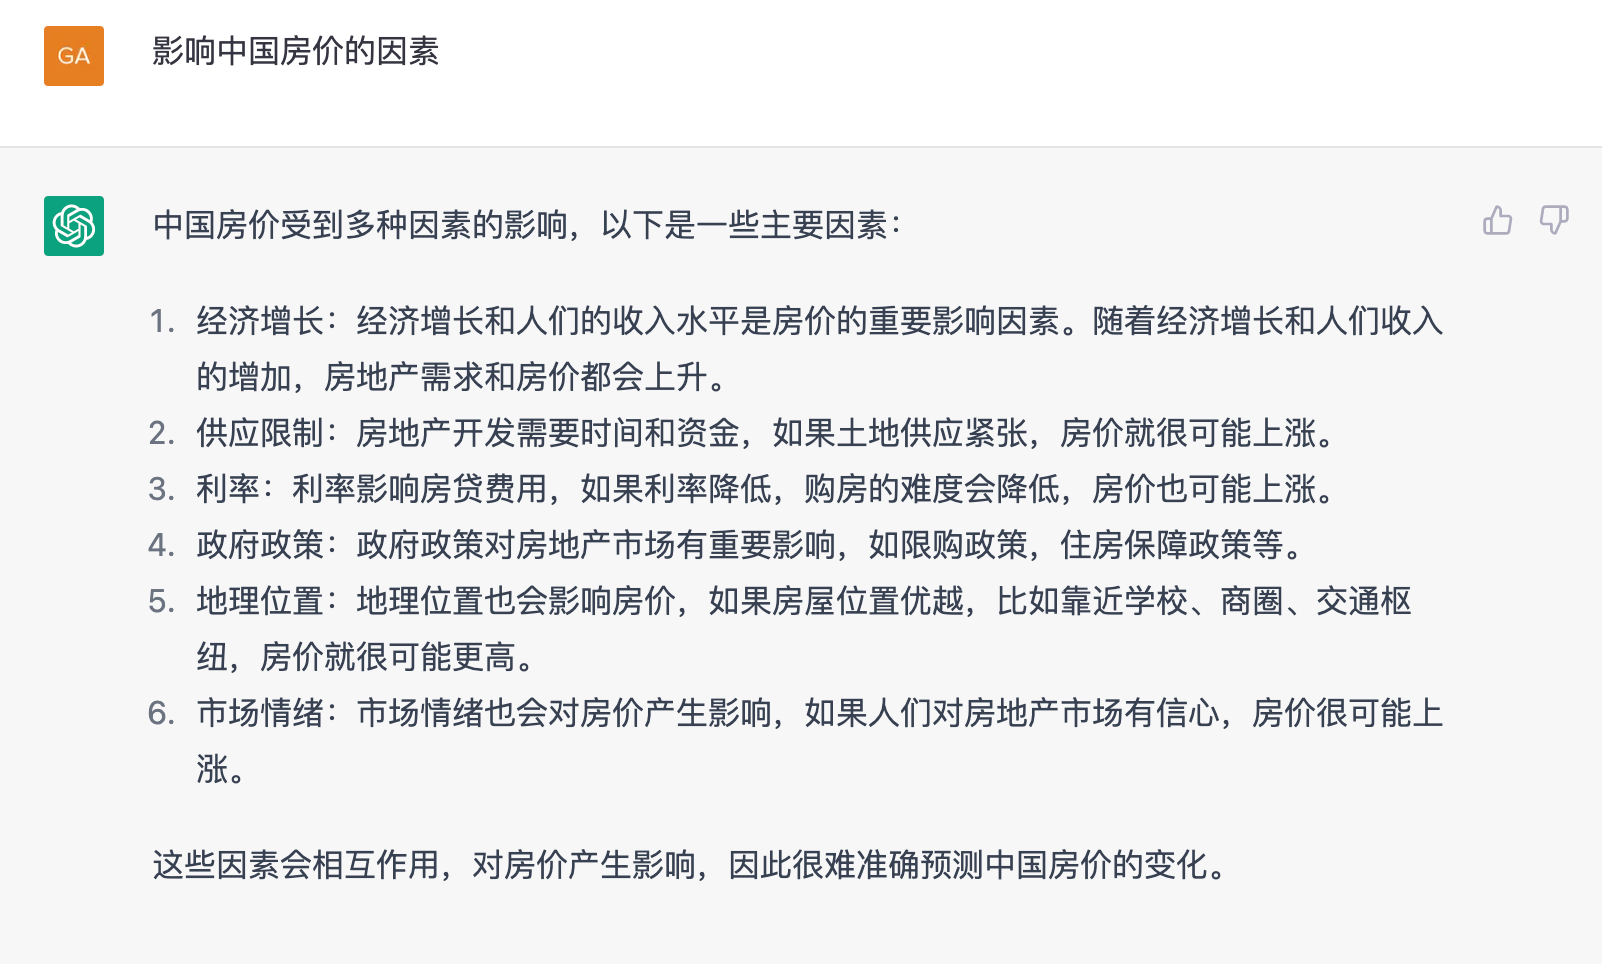 GA
影响中国房价的因素
中国房价受到多种因素的影响，以下是一些主要因素：
1. 经济增长：经济增长和人们的收入水平是房价的重要影响因素。随着经济增长和人们收入
的增加，房地产需求和房价都会上升。
2. 供应限制：房地产开发需要时间和资金，如果土地供应紧张，房价就很可能上涨。
3. 利率：利率影响房贷费用，如果利率降低，购房的难度会降低，房价也可能上涨。
4. 政府政策：政府政策对房地产市场有重要影响，如限购政策，住房保障政策等。
5. 地理位置：地理位置也会影响房价，如果房屋位置优越，比如靠近学校、商圈、交通枢
纽，房价就很可能更高。
6. 市场情绪：市场情绪也会对房价产生影响，如果人们对房地产市场有信心，房价很可能上
涨。
这些因素会相互作用，对房价产生影响，因此很难准确预测中国房价的变化。